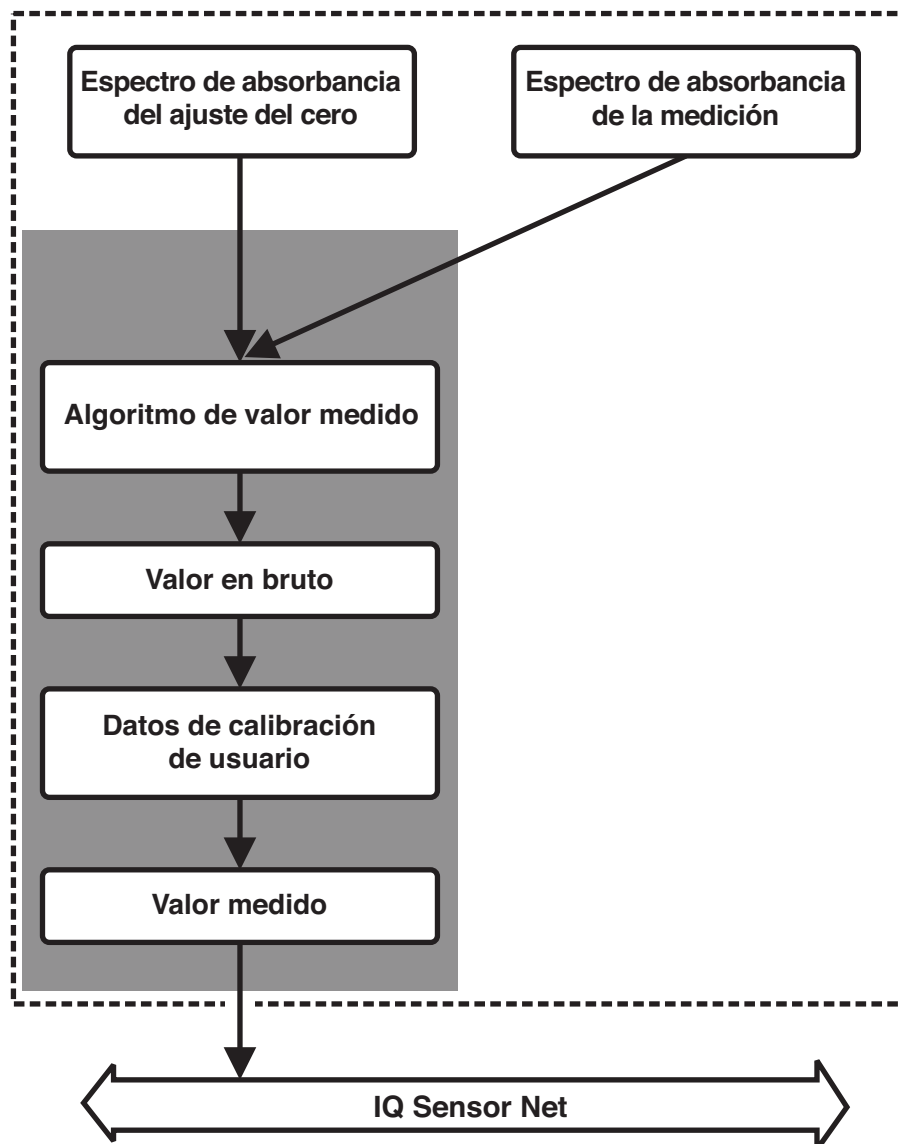 Espectro de absorbancia
del ajuste del cero
Espectro de absorbancia
de la medición
Algoritmo de valor medido
Valor en bruto
Datos de calibración
de usuario
Valor medido
IQ Sensor Net